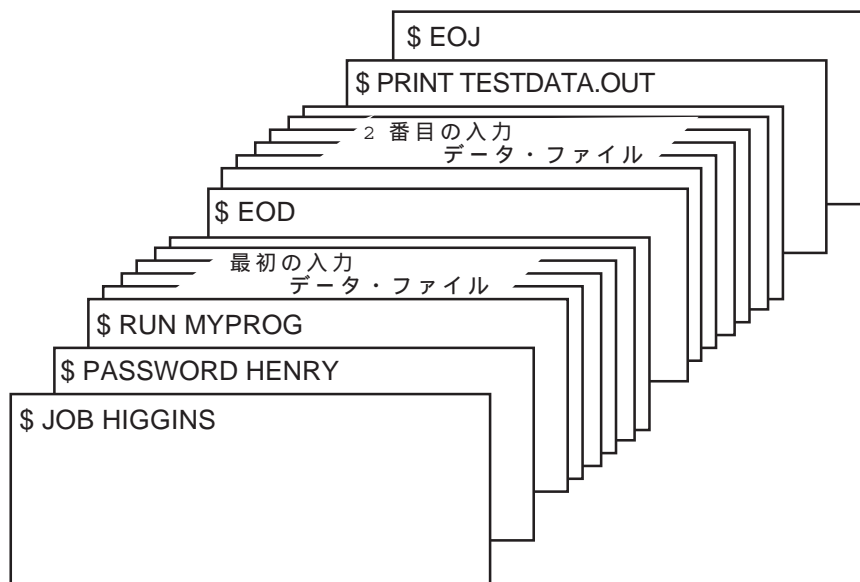 $ EOJ
$ PRINT TESTDATA.OUT
2 番目の入力
データ・ファイル
$ EOD
最初の入力
データ・ファイル
$ RUN MYPROG
$ PASSWORD HENRY
$ JOB HIGGINS